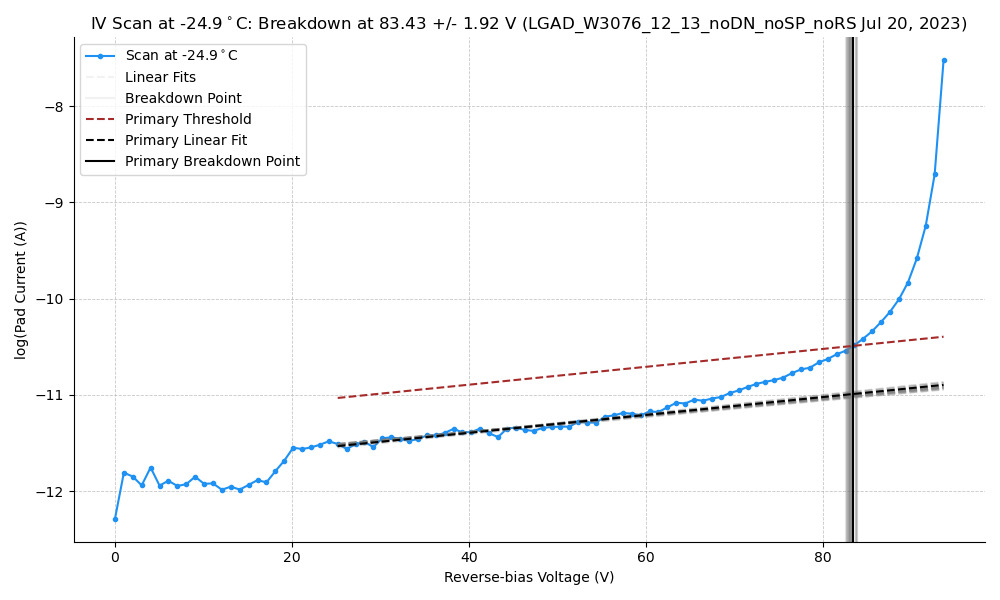 IV Scan at -24.9°C: Breakdown at 83.43 +/- 1.92 V (LGAD_W3076_12_13_noDN_noSP_noRS Jul 20, 2023)
Scan at -24.9°C
Linear Fits
Breakdown Point
Primary Threshold
Primary Linear Fit
Primary Breakdown Point
log(Pad Current (A))
−8
−9
−10
−11
−12
0 20 40 60 80
Reverse-bias Voltage (V)